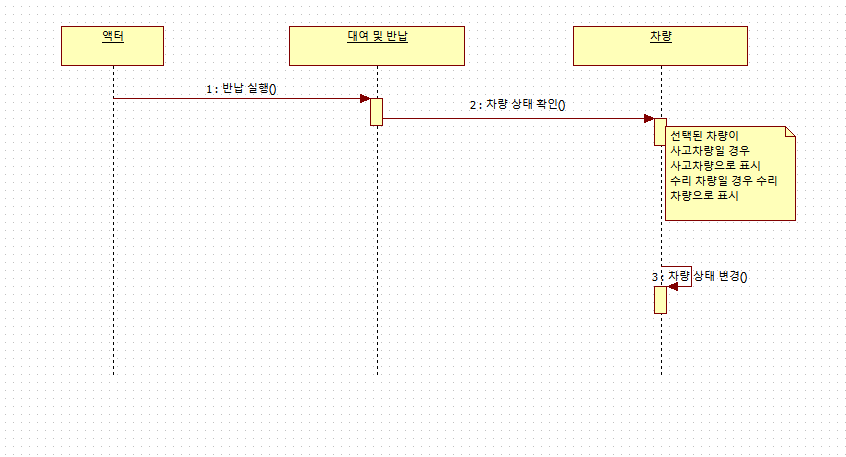 액터
대여 및 반납
차량
1 : 반납 실행()
2 : 차량 상태 확인()
선택된 차량이
사고차량일 경우
사고차량으로 표시
수리 차량일 경우 수리
차량으로 표시
3 : 차량 상태 변경()